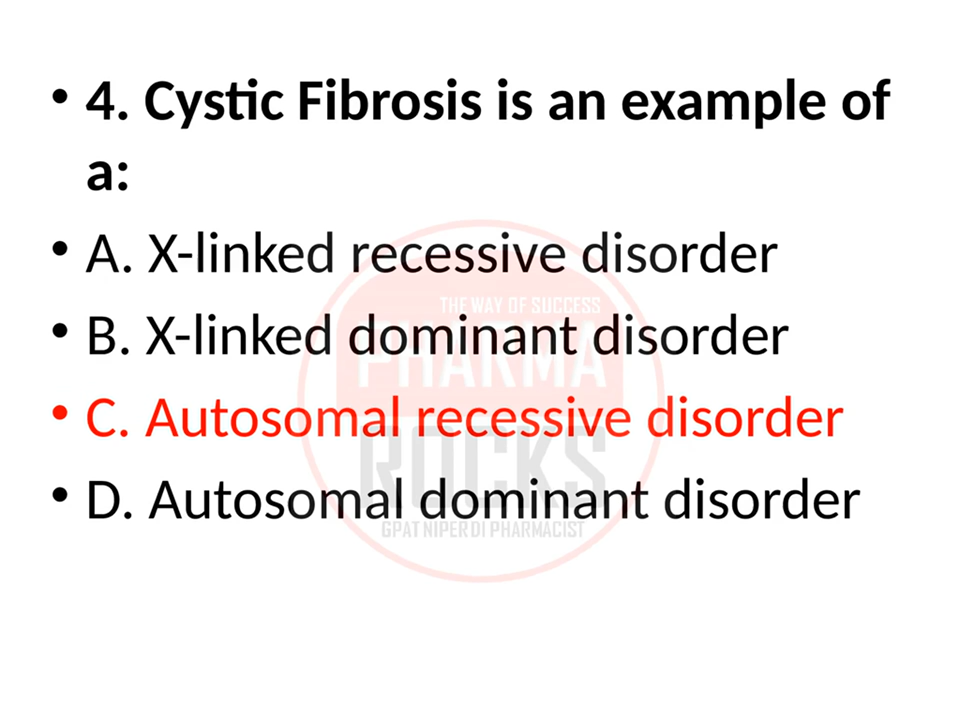 • 4. Cystic Fibrosis is an example of
a:
• A. X-linked recessive disorder
• B. X-linked dominant disorder
• C. Autosomal recessive disorder
• D. Autosomal dominant disorder
THE WAY OF SUCCESS
PHARMA
ROCKS
GPAT NIPER DI PHARMACIST